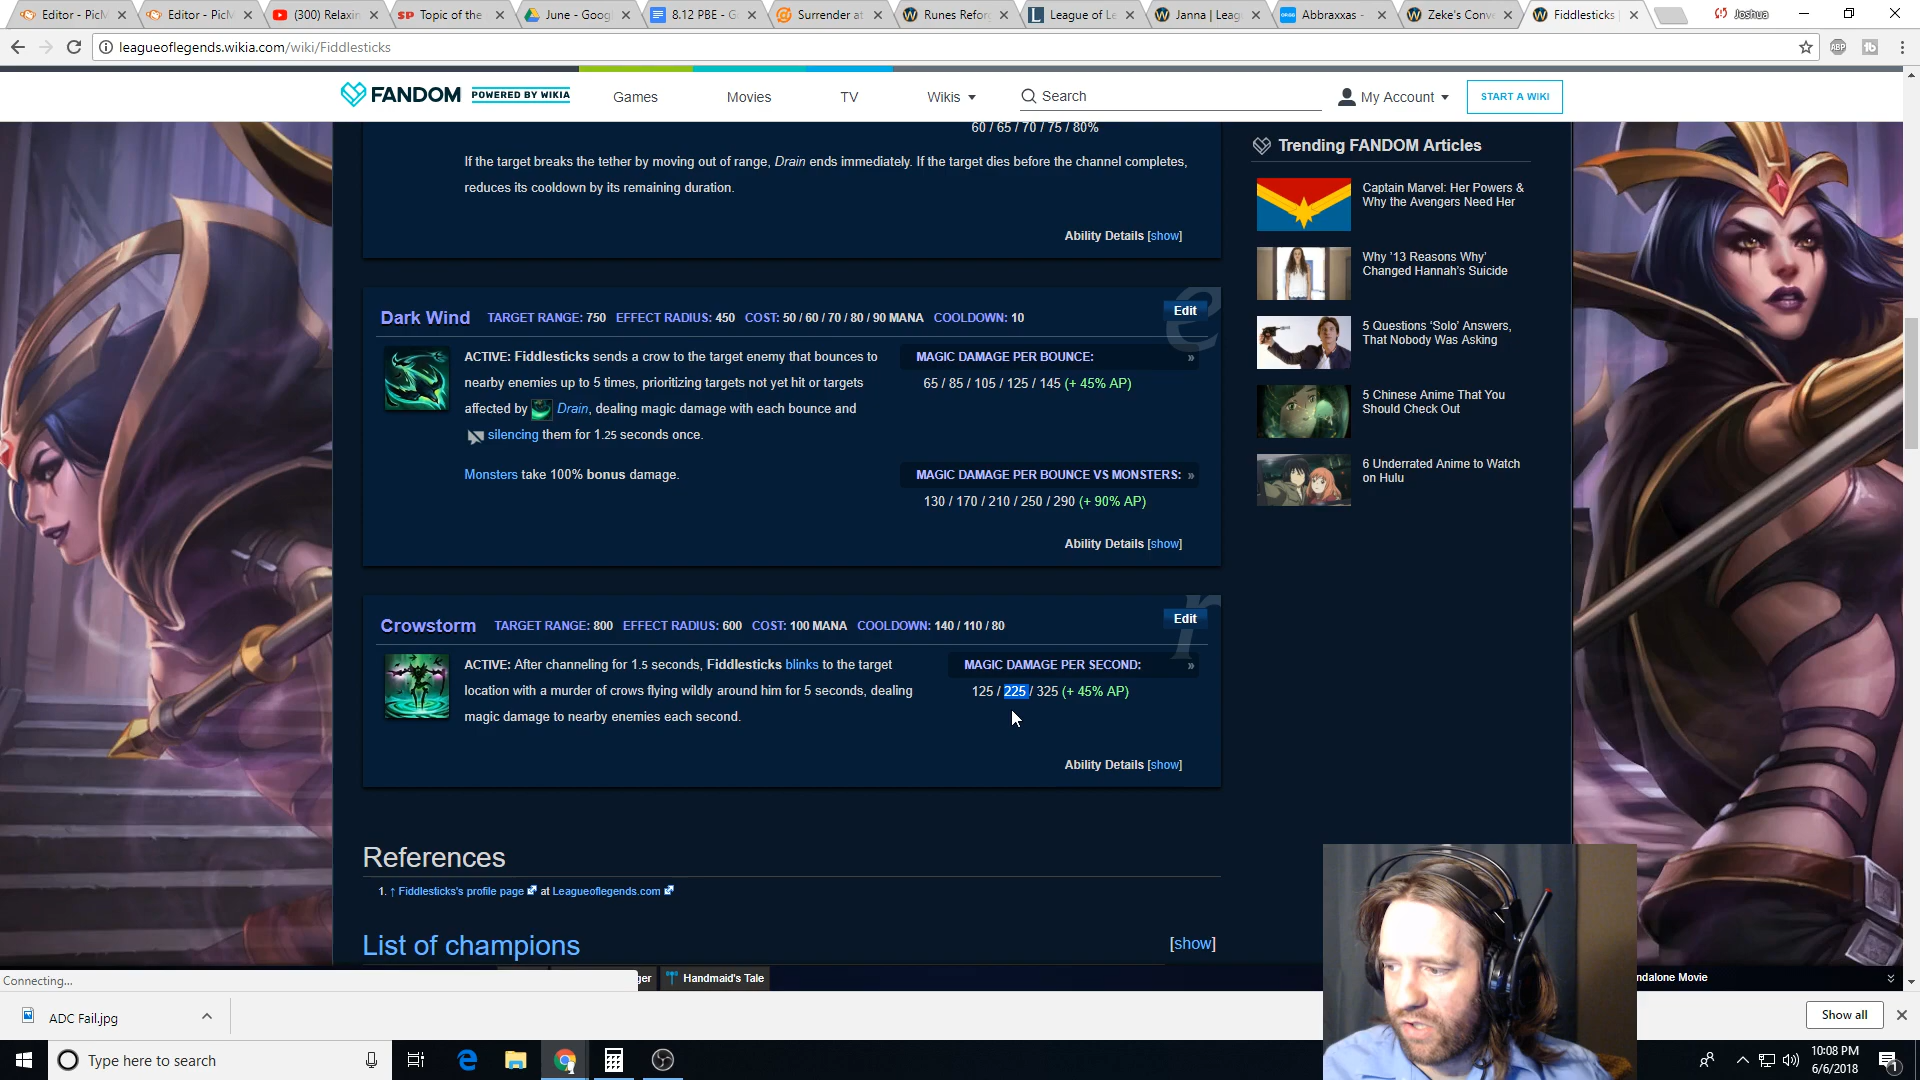 Editor - PicM
Editor - PicM
(300) Relaxin
Topic of the
June - Goog
8.12 PBE - G
Surrender at
Runes Refor
League of Le
Janna | Leag
Abbraxxas -
Zeke's Conv
Fiddlesticks |
Joshua
leagueoflegends.wikia.com/wiki/Fiddlesticks
ABP
FANDOM POWERED BY WIKIA
Games
Movies
TV
Wikis
Search
My Account
START A WIKI
60 / 65 / 70 / 75 / 80%
If the target breaks the tether by moving out of range, Drain ends immediately. If the target dies before the channel completes,
reduces its cooldown by its remaining duration.
Ability Details [show]
Dark Wind TARGET RANGE: 750 EFFECT RADIUS: 450 COST: 50 / 60 / 70 / 80 / 90 MANA COOLDOWN: 10
Edit
ACTIVE: Fiddlesticks sends a crow to the target enemy that bounces to
nearby enemies up to 5 times, prioritizing targets not yet hit or targets
affected by Drain, dealing magic damage with each bounce and
silencing them for 1.25 seconds once.
Monsters take 100% bonus damage.
MAGIC DAMAGE PER BOUNCE: »
65 / 85 / 105 / 125 / 145 (+ 45% AP)
MAGIC DAMAGE PER BOUNCE VS MONSTERS: »
130 / 170 / 210 / 250 / 290 (+ 90% AP)
Ability Details [show]
Crowstorm TARGET RANGE: 800 EFFECT RADIUS: 600 COST: 100 MANA COOLDOWN: 140 / 110 / 80
Edit
ACTIVE: After channeling for 1.5 seconds, Fiddlesticks blinks to the target
location with a murder of crows flying wildly around him for 5 seconds, dealing
magic damage to nearby enemies each second.
MAGIC DAMAGE PER SECOND: »
125 / 225 / 325 (+ 45% AP)
Ability Details [show]
References
1. ↑ Fiddlesticks's profile page at Leagueoflegends.com
List of champions
[show]
Trending FANDOM Articles
Captain Marvel: Her Powers &
Why the Avengers Need Her
Why '13 Reasons Why'
Changed Hannah's Suicide
5 Questions 'Solo' Answers,
That Nobody Was Asking
5 Chinese Anime That You
Should Check Out
6 Underrated Anime to Watch
on Hulu
Connecting...
ger
Handmaid's Tale
ndalone Movie
ADC Fail.jpg
Show all
Type here to search
10:08 PM
6/6/2018
1